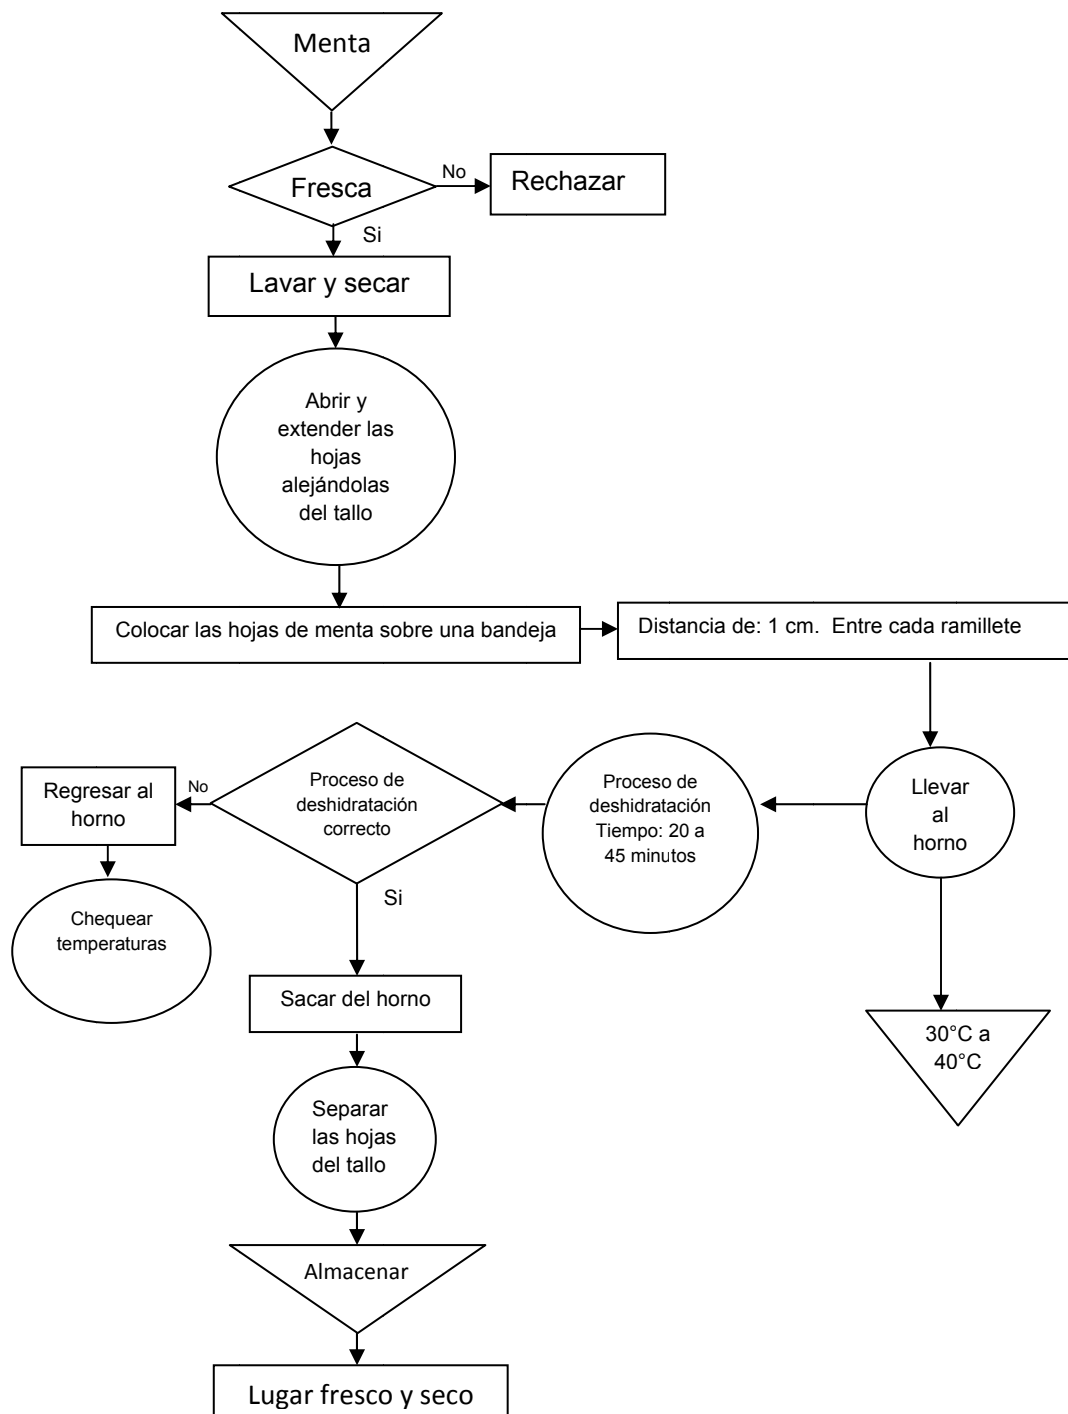 Menta
Fresca
No
Rechazar
Si
Lavar y secar
Abrir y
extender las
hojas
alejándolas
del tallo
Colocar las hojas de menta sobre una bandeja
Distancia de: 1 cm. Entre cada ramillete
Llevar
al
horno
30°C a
40°C
Proceso de
deshidratación
Tiempo: 20 a
45 minutos
Proceso de
deshidratación
correcto
No
Regresar al
horno
Chequear
temperaturas
Si
Sacar del horno
Separar
las hojas
del tallo
Almacenar
Lugar fresco y seco